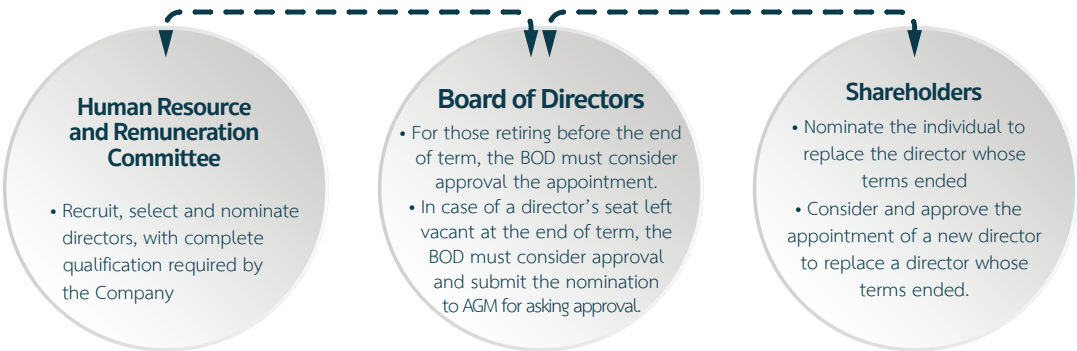 Human Resource
and Remuneration
Committee
• Recruit, select and nominate
directors, with complete
qualification required by
the Company
Board of Directors
• For those retiring before the end
of term, the BOD must consider
approval the appointment.
• In case of a director's seat left
vacant at the end of term, the
BOD must consider approval
and submit the nomination
to AGM for asking approval.
Shareholders
• Nominate the individual to
replace the director whose
terms ended
• Consider and approve the
appointment of a new director
to replace a director whose
terms ended.